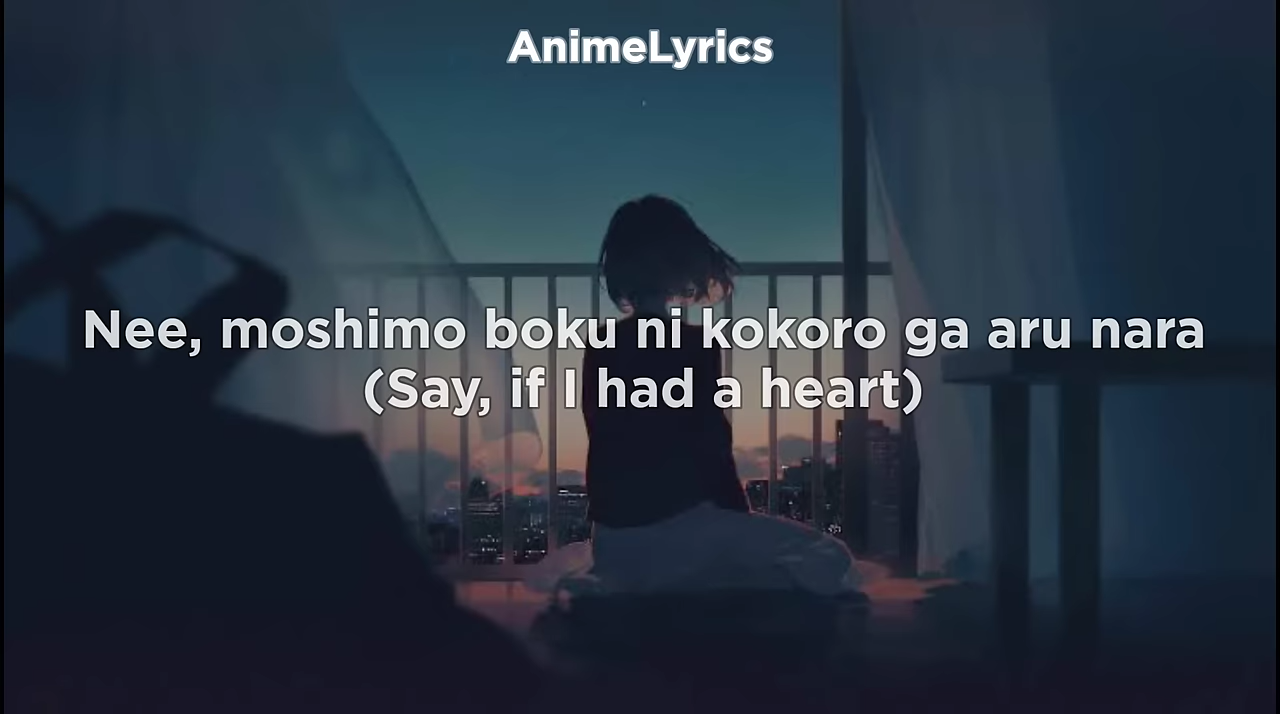 AnimeLyrics
Nee, moshimo boku ni kokoro ga aru nara
(Say, if I had a heart)